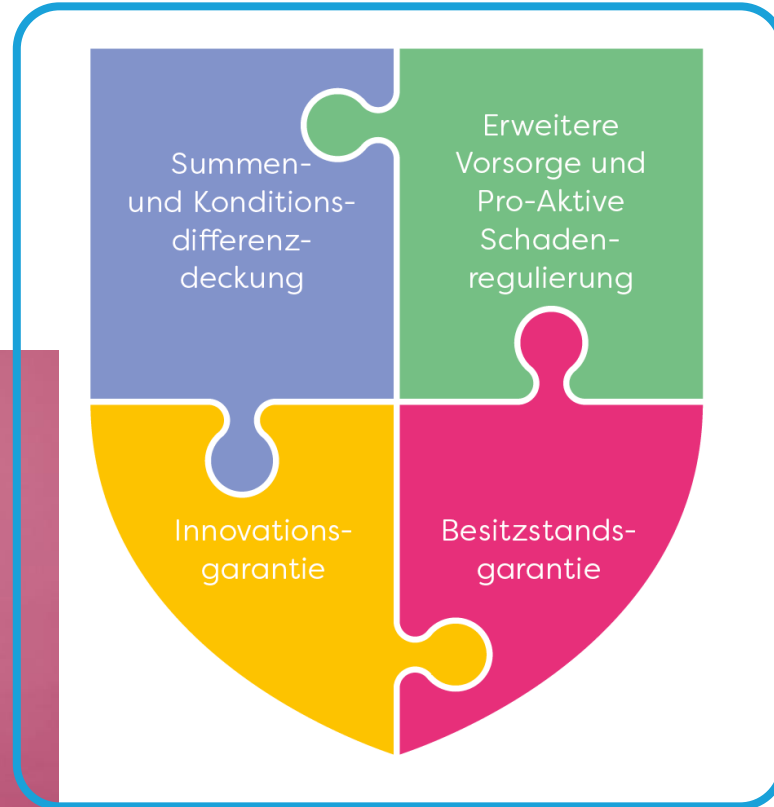 Summen-
und Konditions-
differenz-
deckung
Erweitere
Vorsorge und
Pro-Aktive
Schaden-
regulierung
Innovations-
garantie
Besitzstands-
garantie